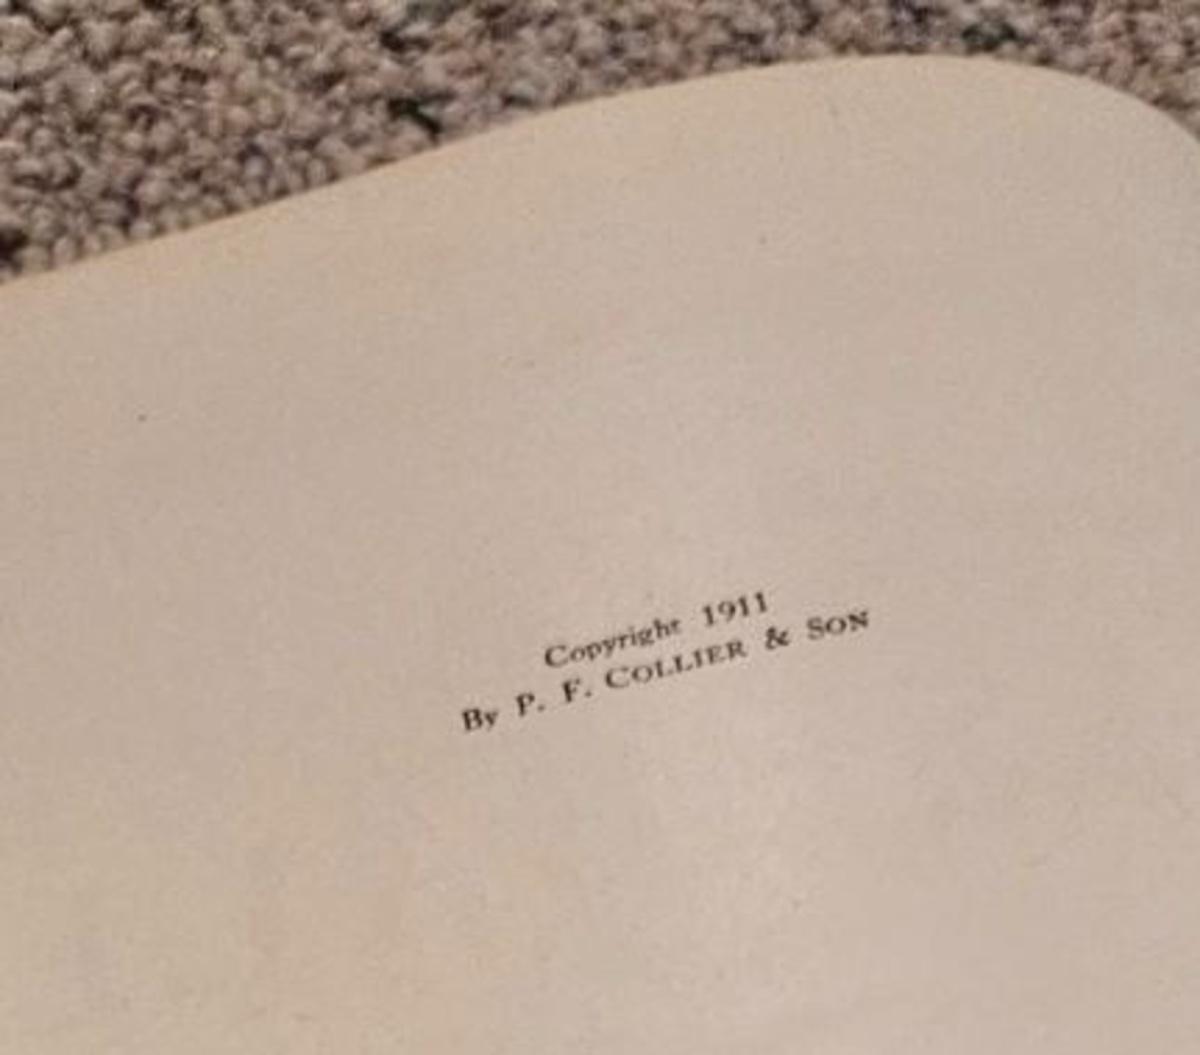 Copyright 1911
By P. F. COLLIER & SON